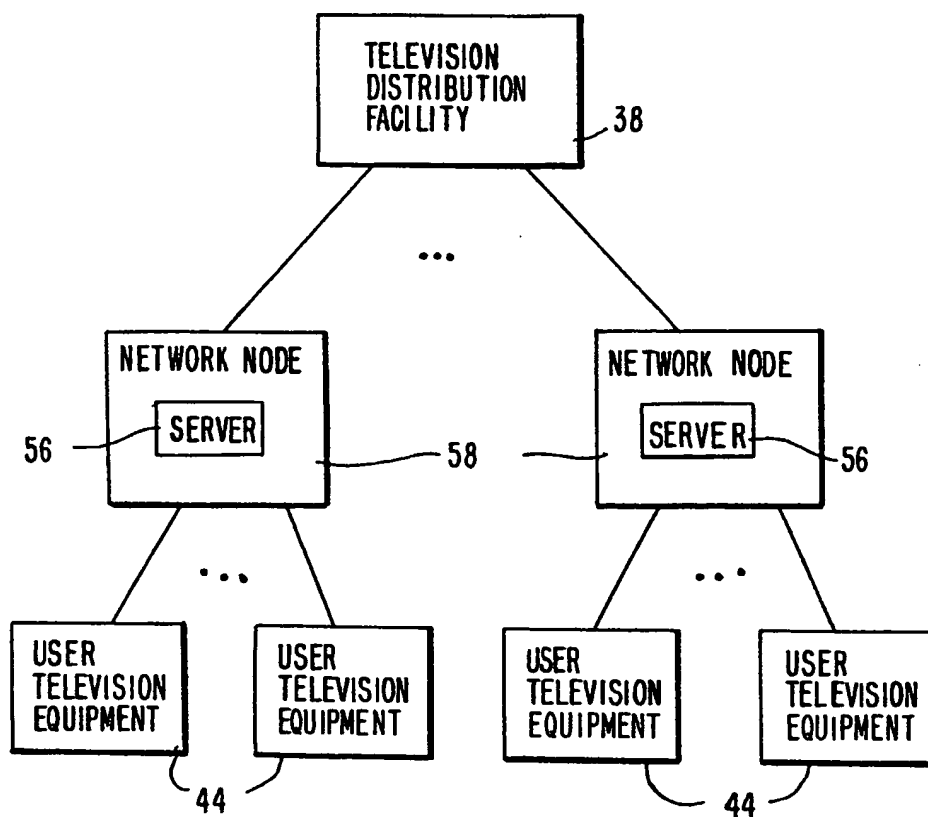 TELEVISION
DISTRIBUTION
FACILITY
38
...
NETWORK NODE
SERVER
56
58
NETWORK NODE
SERVER
56
...
...
USER
TELEVISION
EQUIPMENT
USER
TELEVISION
EQUIPMENT
44
USER
TELEVISION
EQUIPMENT
USER
TELEVISION
EQUIPMENT
44